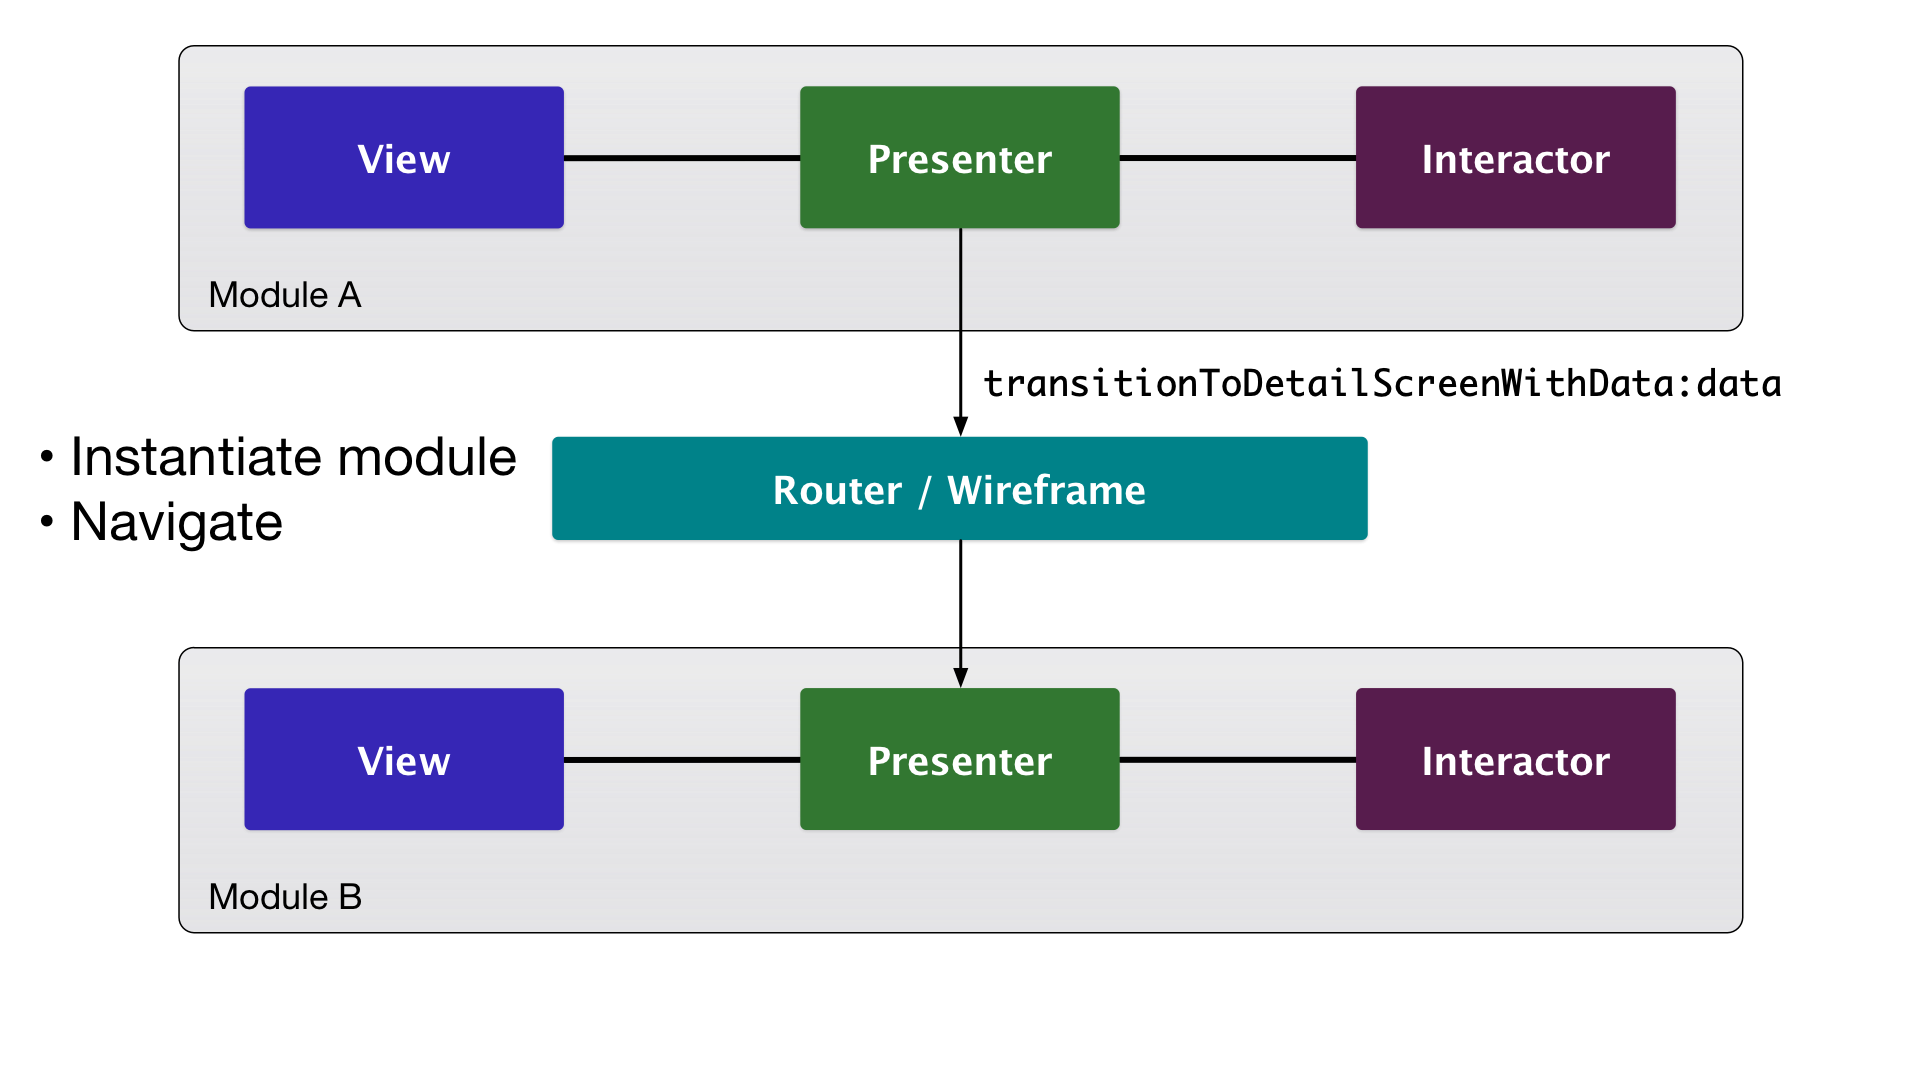 View
Presenter
Interactor
Module A
transitionToDetailScreenWithData:data
• Instantiate module
• Navigate
Router / Wireframe
View
Presenter
Interactor
Module B